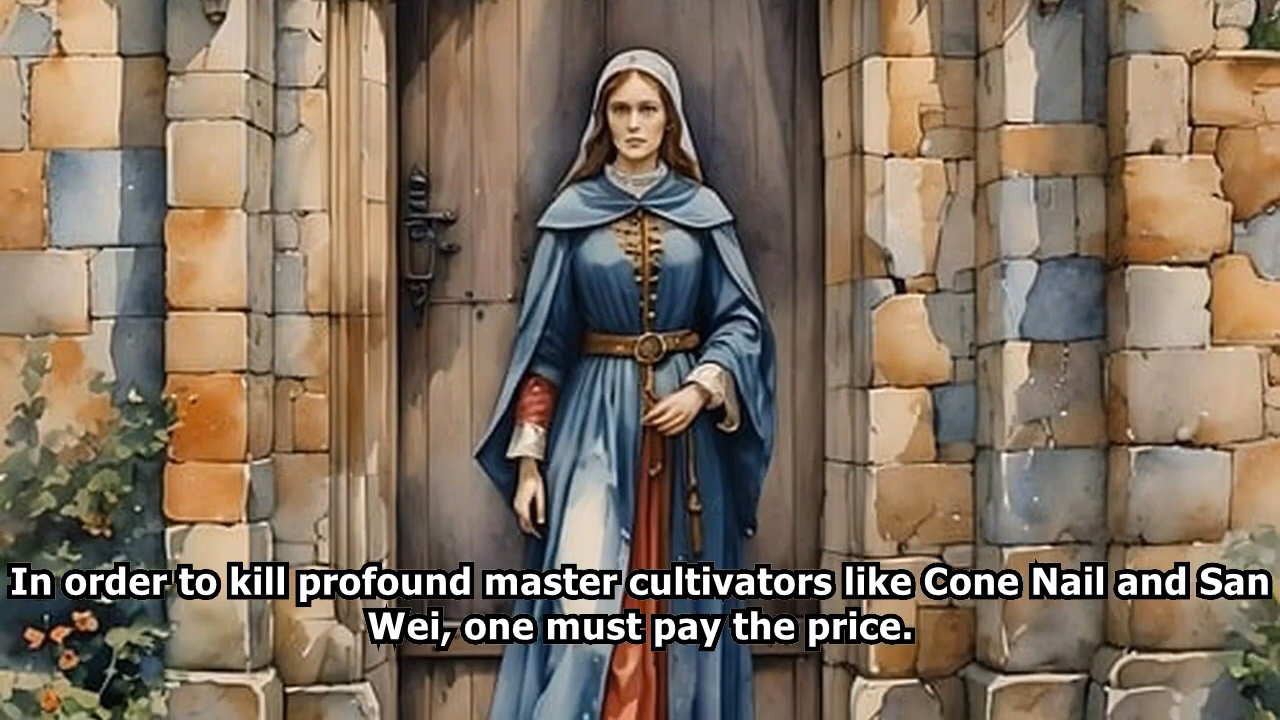 In order to kill profound master cultivators like Cone Nail and San
Wei, one must pay the price.